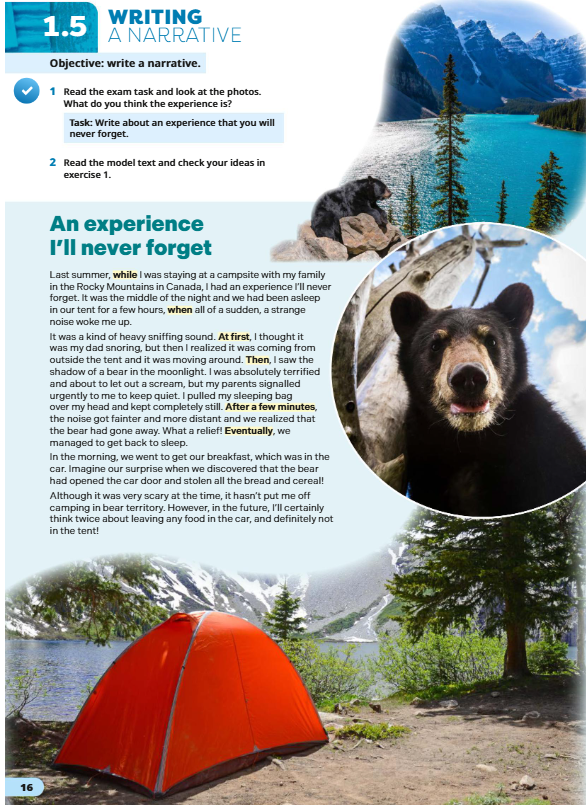 1.5 WRITING
A NARRATIVE
Objective: write a narrative.
1 Read the exam task and look at the photos.
What do you think the experience is?
Task: Write about an experience that you will
never forget.
2 Read the model text and check your ideas in
exercise 1.
An experience
I'll never forget
Last summer, while I was staying at a campsite with my family
in the Rocky Mountains in Canada, I had an experience I'll never
forget. It was the middle of the night and we had been asleep
in our tent for a few hours, when all of a sudden, a strange
noise woke me up.
It was a kind of heavy sniffing sound. At first, I thought it
was my dad snoring, but then I realized it was coming from
outside the tent and it was moving around. Then, I saw the
shadow of a bear in the moonlight. I was absolutely terrified
and about to let out a scream, but my parents signalled
urgently to me to keep quiet. I pulled my sleeping bag
over my head and kept completely still. After a few minutes,
the noise got fainter and more distant and we realized that
the bear had gone away. What a relief! Eventually, we
managed to get back to sleep.
In the morning, we went to get our breakfast, which was in the
car. Imagine our surprise when we discovered that the bear
had opened the car door and stolen all the bread and cereal!
Although it was very scary at the time, it hasn't put me off
camping in bear territory. However, in the future, I'll certainly
think twice about leaving any food in the car, and definitely not
in the tent!
16